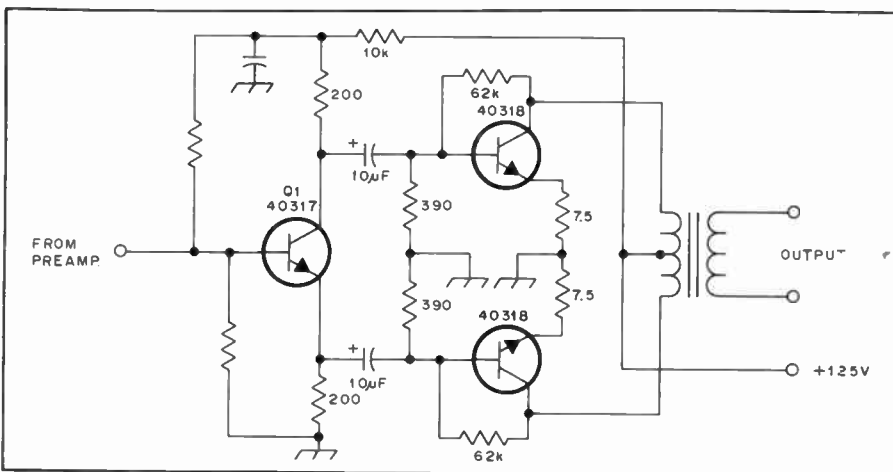 10k
200
62k
40318
+
10µF
Q1
40317
390
7.5
FROM
PREAMP.
OUTPUT
390
7.5
40318
+
10µF
+125V
200
62k